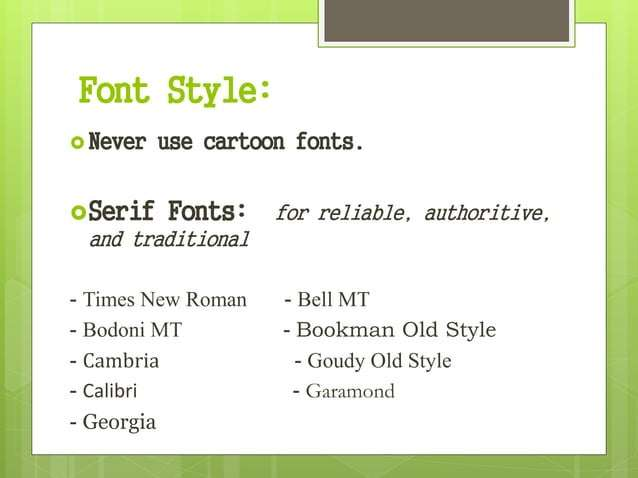 Font Style:
Never use cartoon fonts.
Serif Fonts: for reliable, authoritive,
and traditional
- Times New Roman - Bell MT
- Bodoni MT - Bookman Old Style
- Cambria - Goudy Old Style
- Calibri - Garamond
- Georgia